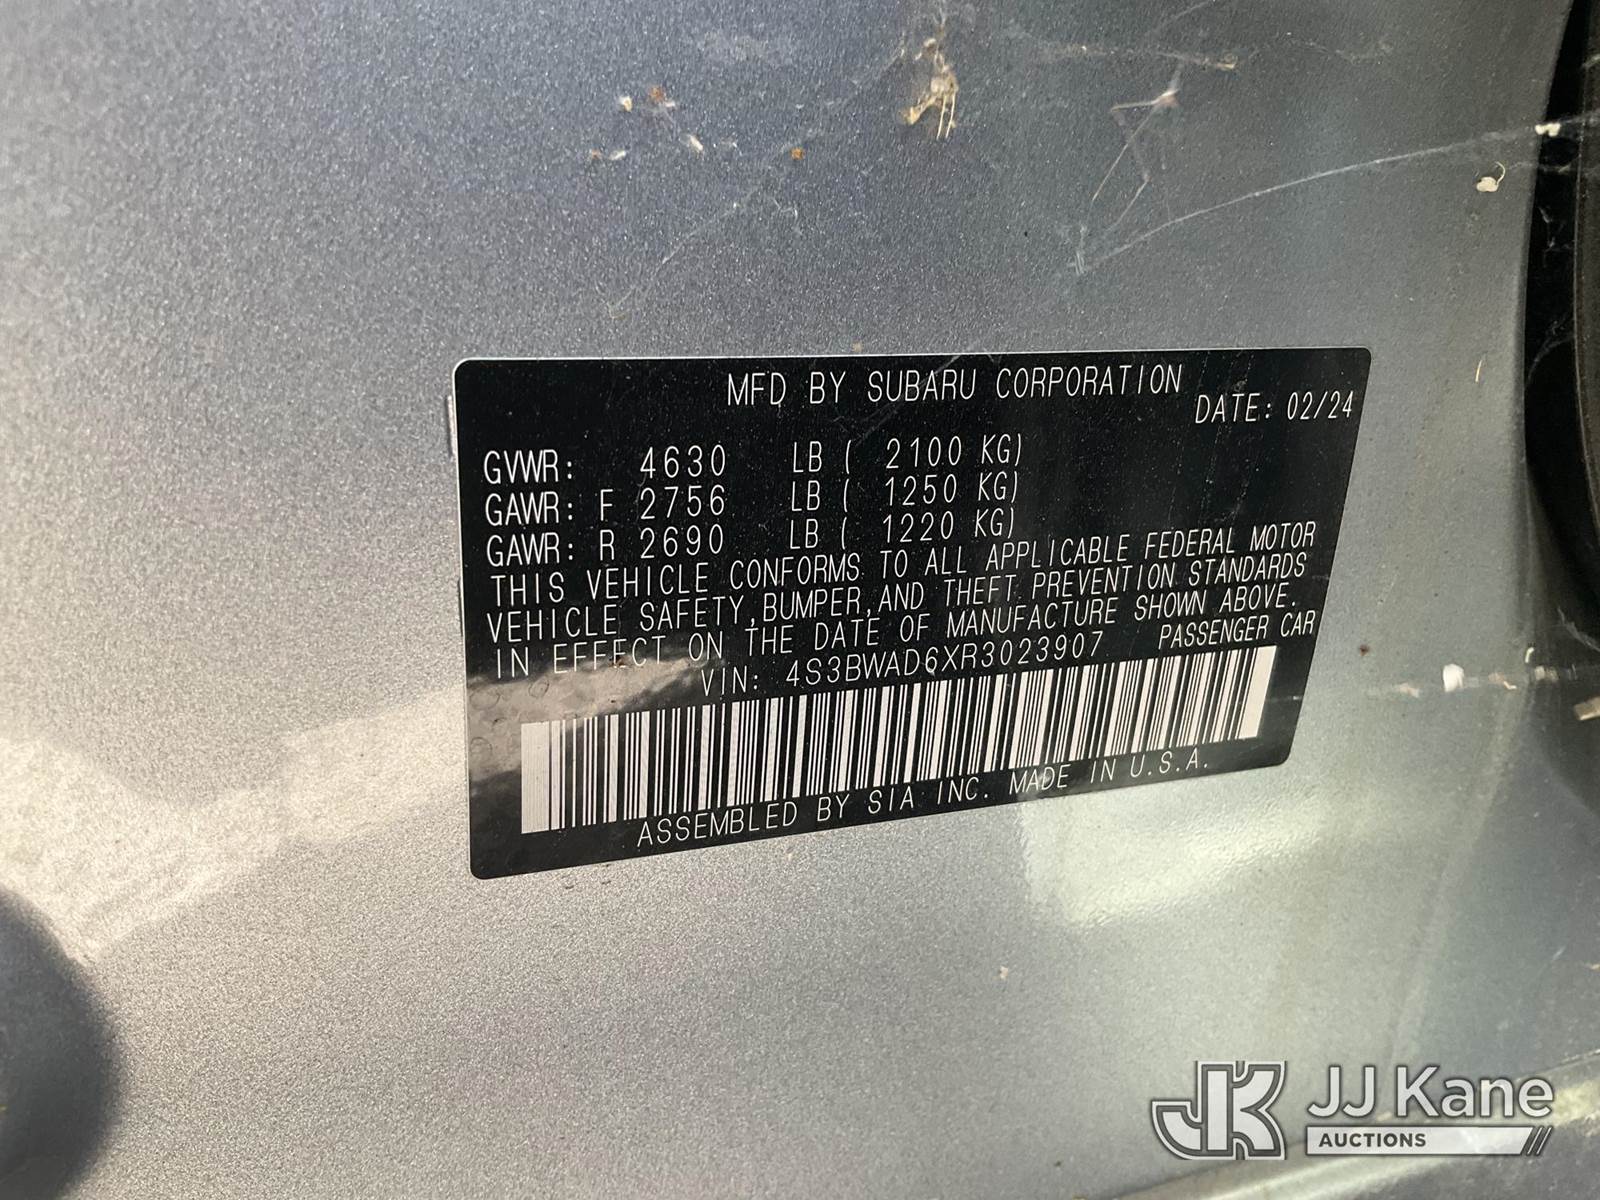 MFD BY SUBARU CORPORATION
DATE: 02/24
GVWR: 4630 LB ( 2100 KG)
GAWR: F 2756 LB ( 1250 KG)
GAWR: R 2690 LB ( 1220 KG)
THIS VEHICLE CONFORMS TO ALL APPLICABLE FEDERAL MOTOR
VEHICLE SAFETY,BUMPER,AND THEFT PREVENTION STANDARDS
IN EFFECT ON THE DATE OF MANUFACTURE SHOWN ABOVE.
VIN: 4S3BWAD6XR3023907 PASSENGER CAR
ASSEMBLED BY SIA INC. MADE IN U.S.A.
JK JJ Kane
AUCTIONS